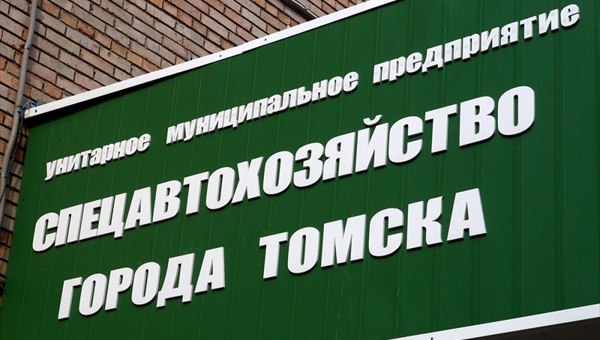 унитарное муниципальное предприятие
СПЕЦАВТОХОЗЯЙСТВО
ГОРОДА ТОМСКА